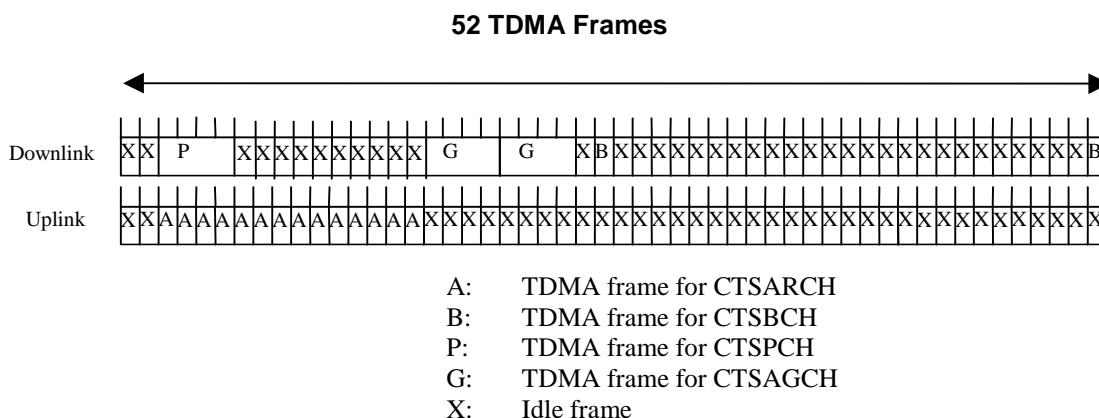 52 TDMA Frames
Downlink X X P X X X X X X X X X X G G X B X X X X X X X X X X X X X X X X X X X X X X X X X B
Uplink X X A A A A A A A A A A A A A A X X X X X X X X X X X X X X X X X X X X X X X X X X X X X X X X X X X X
A: TDMA frame for CTSARCH
B: TDMA frame for CTSBCH
P: TDMA frame for CTSPCH
G: TDMA frame for CTSAGCH
X: Idle frame